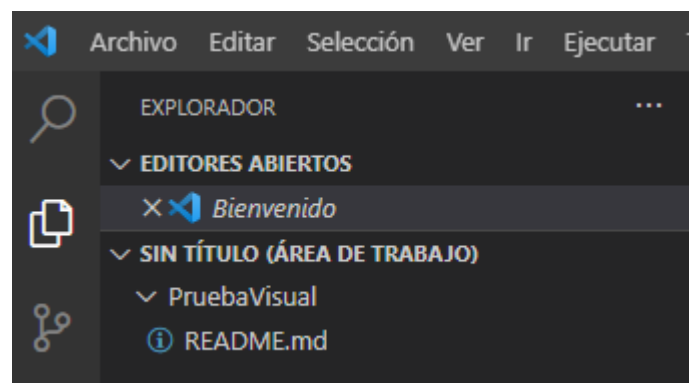 Archivo Editar Selección Ver Ir Ejecutar
EXPLORADOR ...
EDITORES ABIERTOS
Bienvenido
SIN TÍTULO (ÁREA DE TRABAJO)
PruebaVisual
README.md